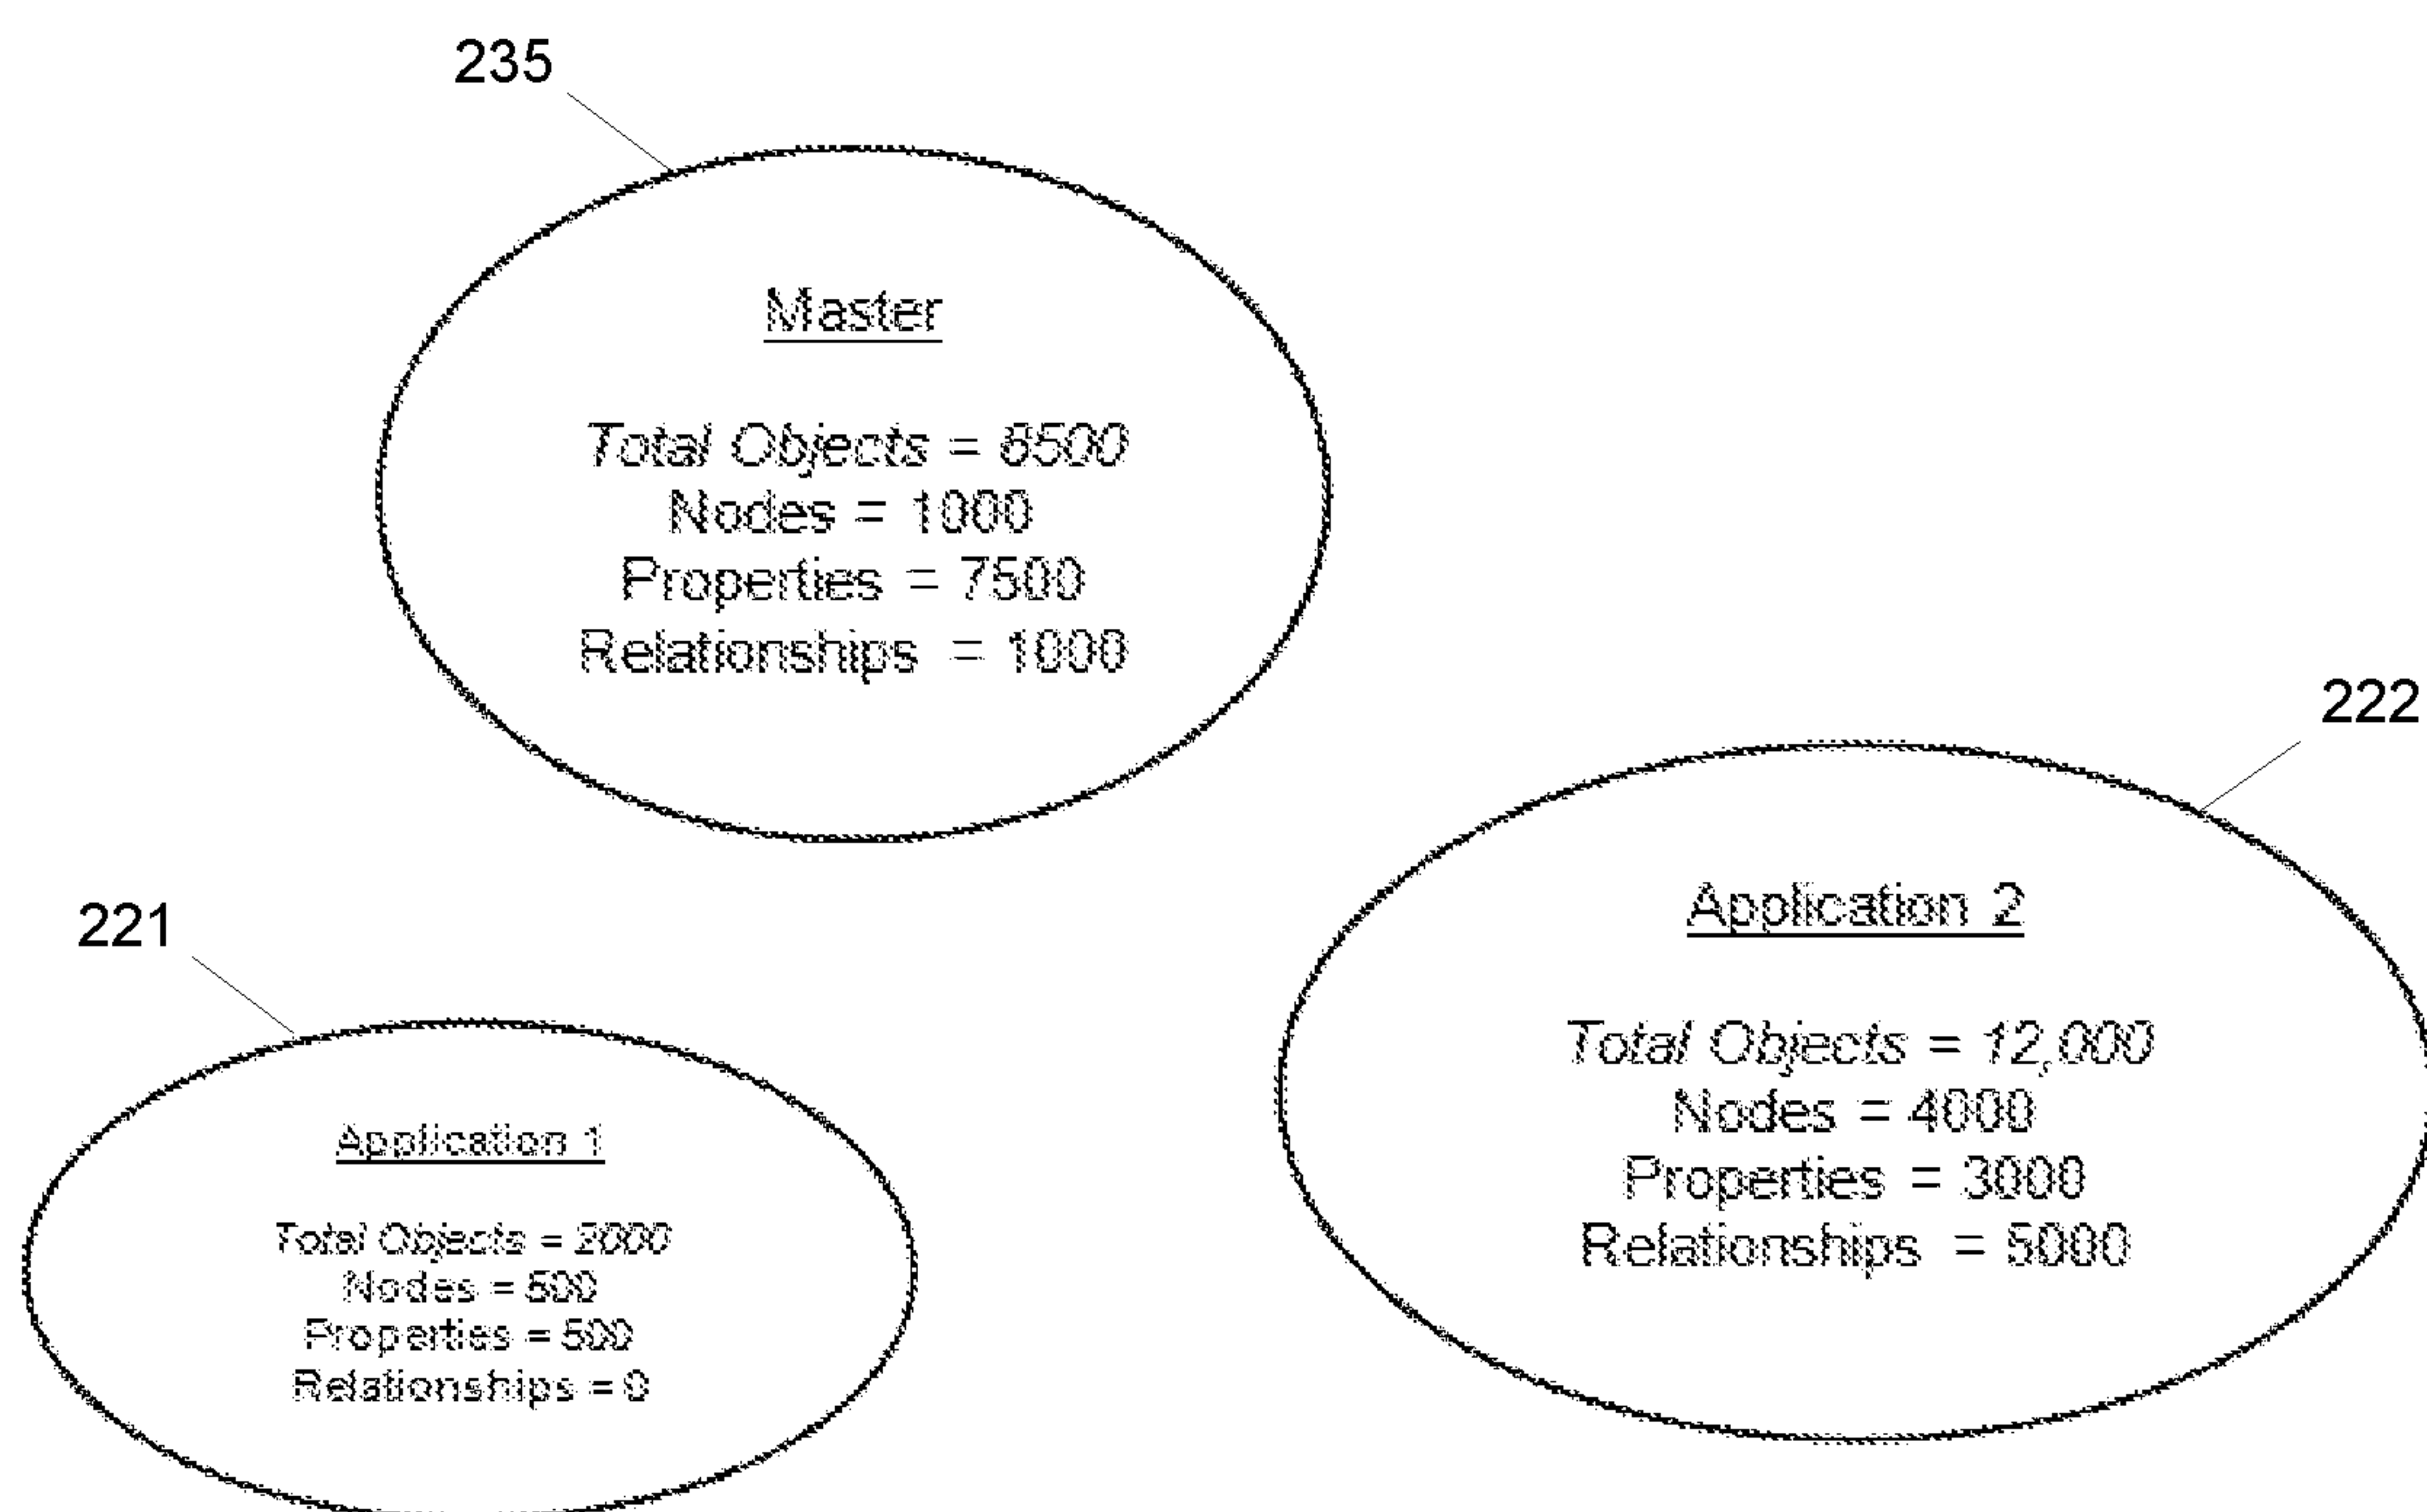 235
Master
Total Objects = 6500
Nodes = 1000
Properties = 7500
Relationships = 1000
222
Application 2
Total Objects = 12,000
Nodes = 4000
Properties = 3000
Relationships = 5000
221
Application 1
Total Objects = 2000
Nodes = 500
Properties = 500
Relationships = 0